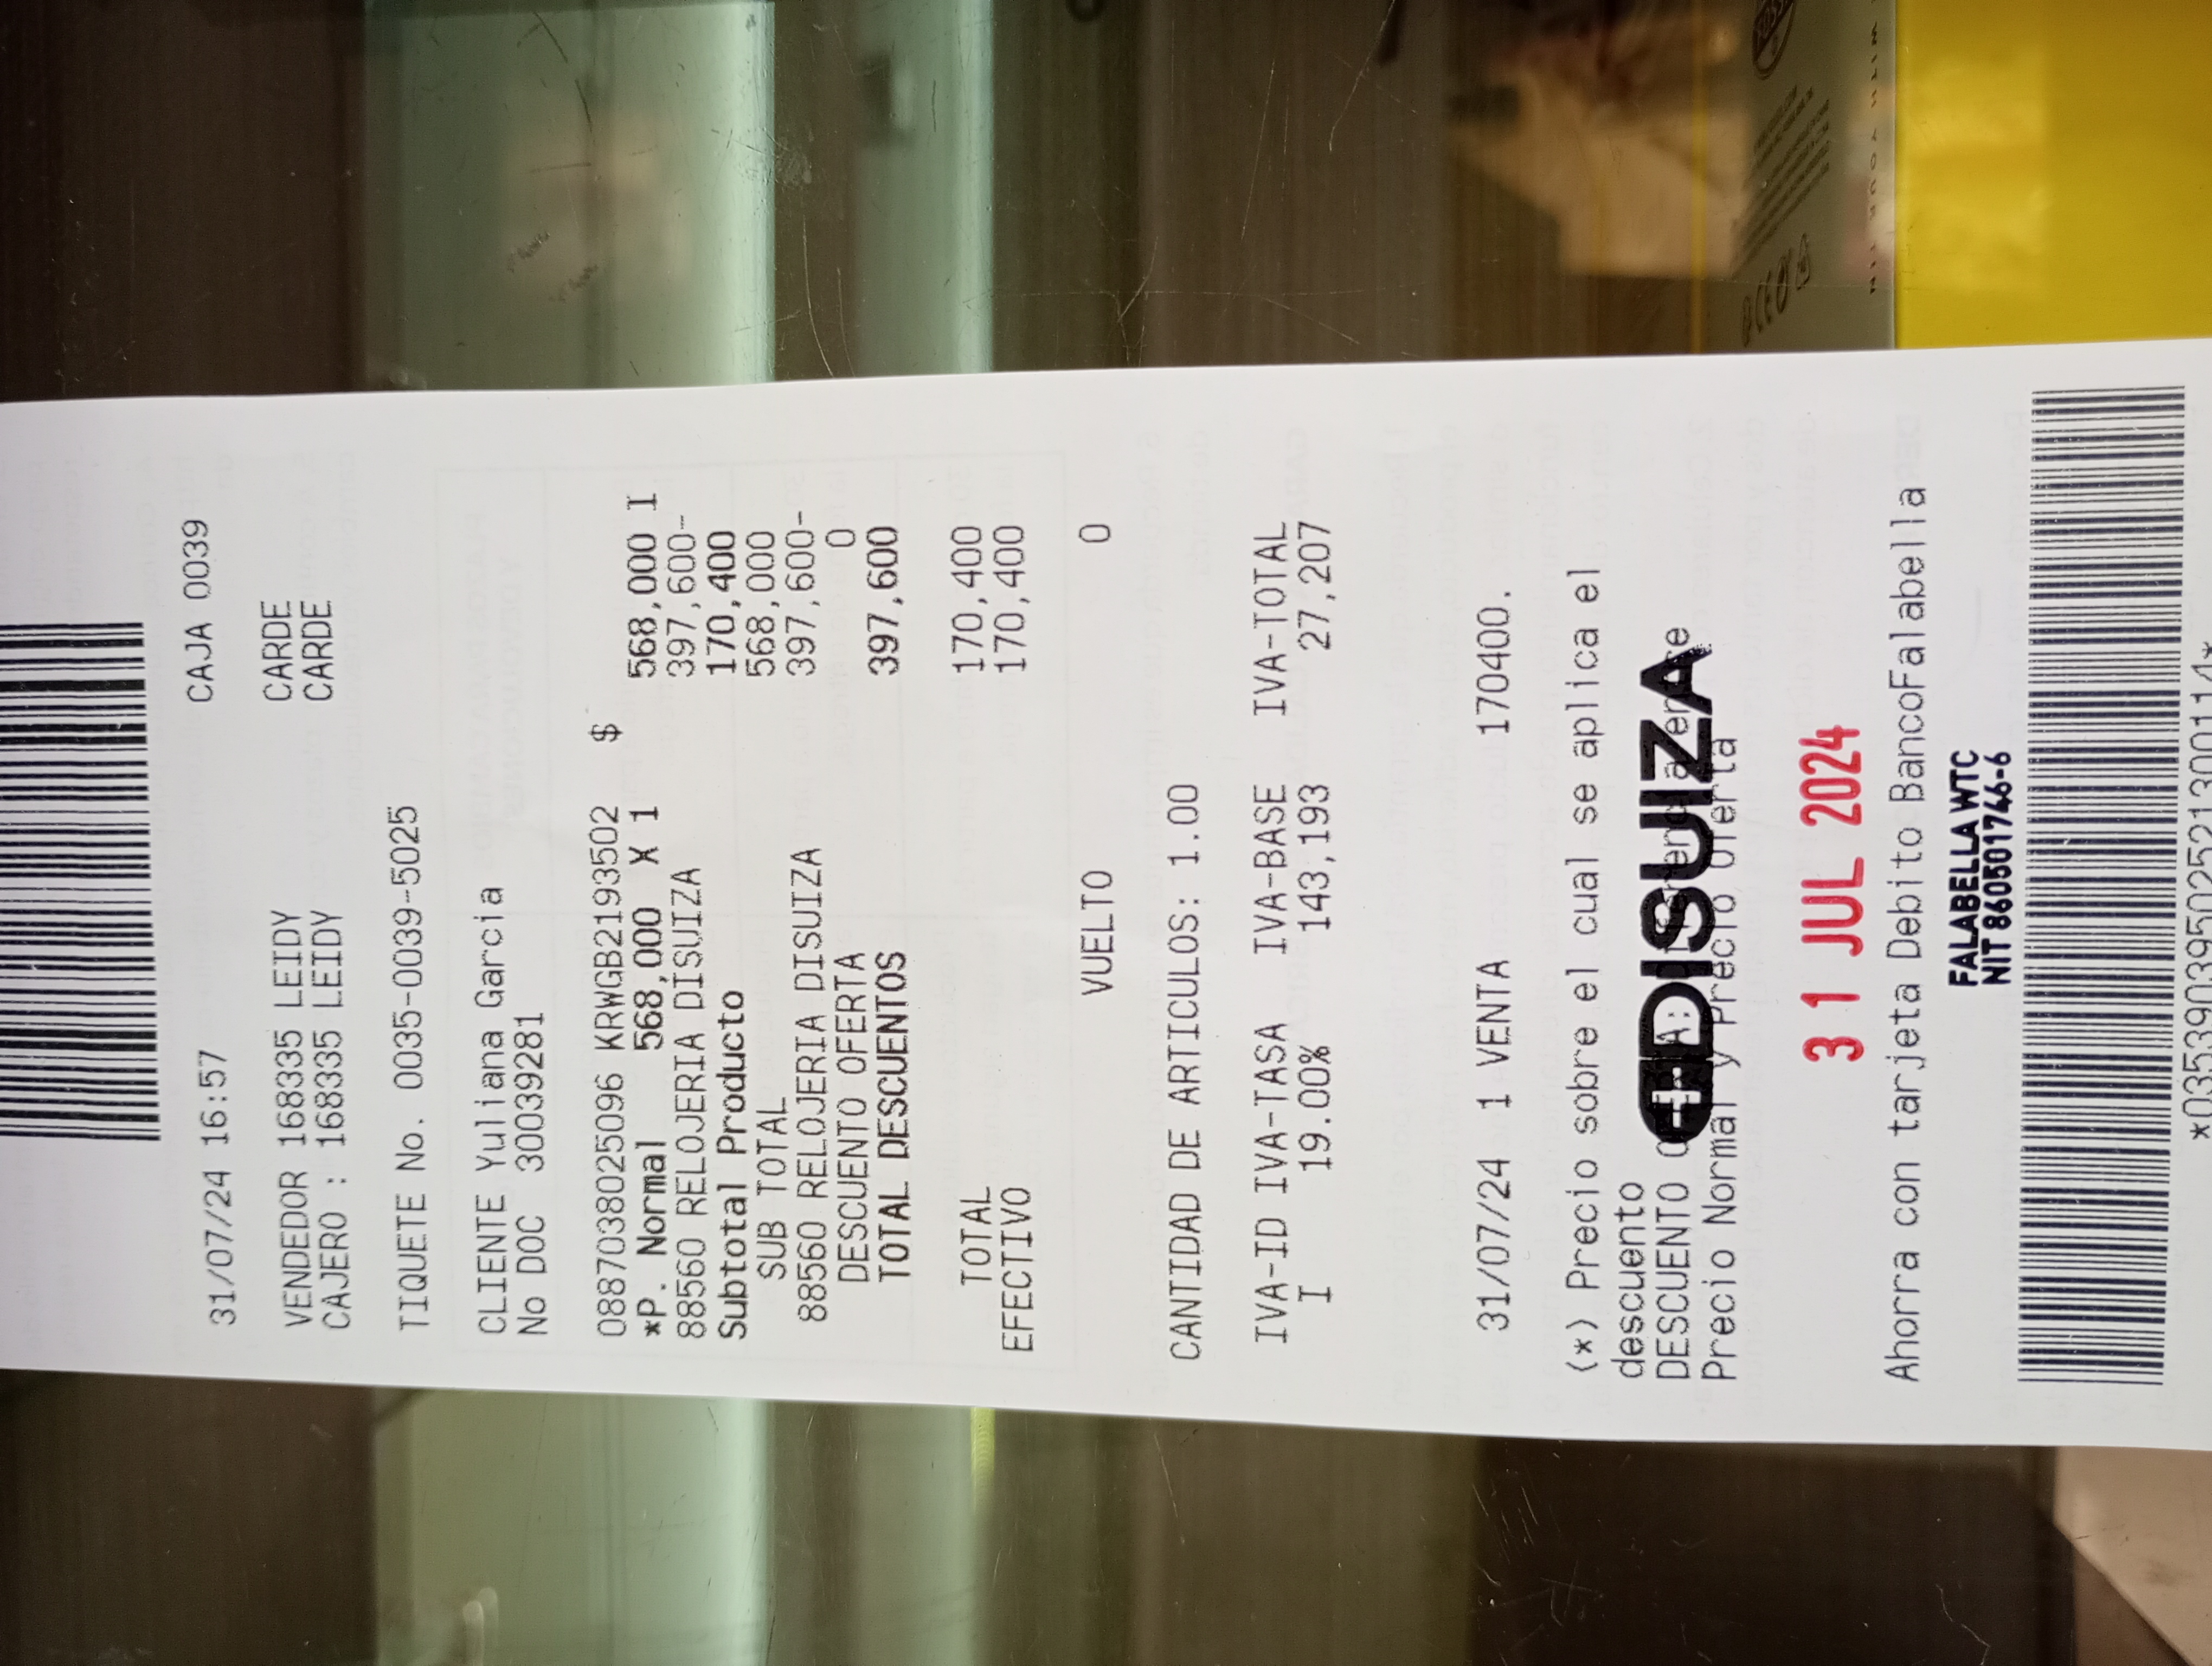 31/07/24 16:57 CAJA 0039
VENDEDOR 168335 LEIDY CARDE
CAJERO : 168335 LEIDY CARDE
TIQUETE No. 0035-0039-5025
CLIENTE Yuliana Garcia
No DOC 30039281
0887038025096 KRWGB2193502 $
*P. Normal 568,000 X 1 568,000 I
88560 RELOJERIA DISUIZA 397,600-
Subtotal Producto 170,400
SUB TOTAL 568,000
88560 RELOJERIA DISUIZA 397,600-
DESCUENTO OFERTA 0
TOTAL DESCUENTOS 397,600
TOTAL 170,400
EFECTIVO 170,400
VUELTO 0
CANTIDAD DE ARTICULOS: 1.00
IVA-ID IVA-TASA IVA-BASE IVA-TOTAL
I 19.00% 143,193 27,207
31/07/24 1 VENTA 170400.
(*) Precio sobre el cual se aplica el
descuento
DESCUENTO
DISUIZA
Precio Normal y Precio Oferta
31 JUL 2024
Ahorra con tarjeta Debito BancoFalabella
FALABELLA WTC
NIT 860501746-6
*03539039502521300114*